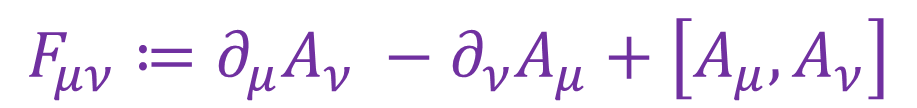 F_{μν} ≔ ∂_μ A_ν − ∂_ν A_μ + [A_μ, A_ν]